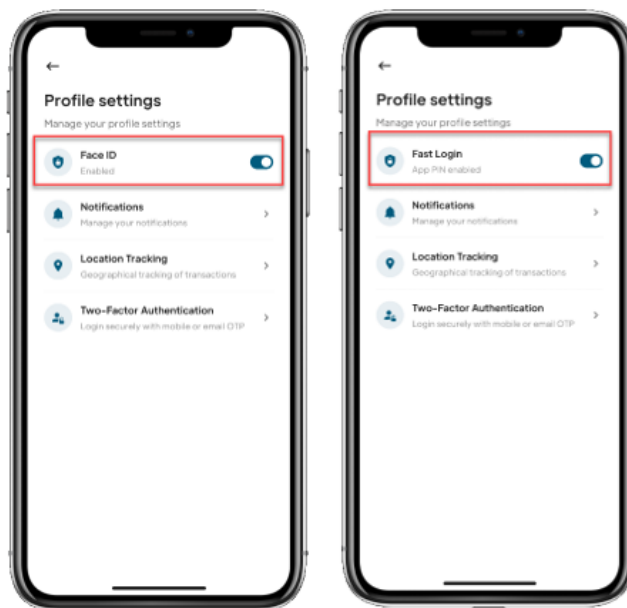 Profile settings
Manage your profile settings
Face ID
Enabled
Notifications
Manage your notifications
Location Tracking
Geographical tracking of transactions
Two-Factor Authentication
Login securely with mobile or email OTP
Profile settings
Manage your profile settings
Fast Login
App PIN enabled
Notifications
Manage your notifications
Location Tracking
Geographical tracking of transactions
Two-Factor Authentication
Login securely with mobile or email OTP